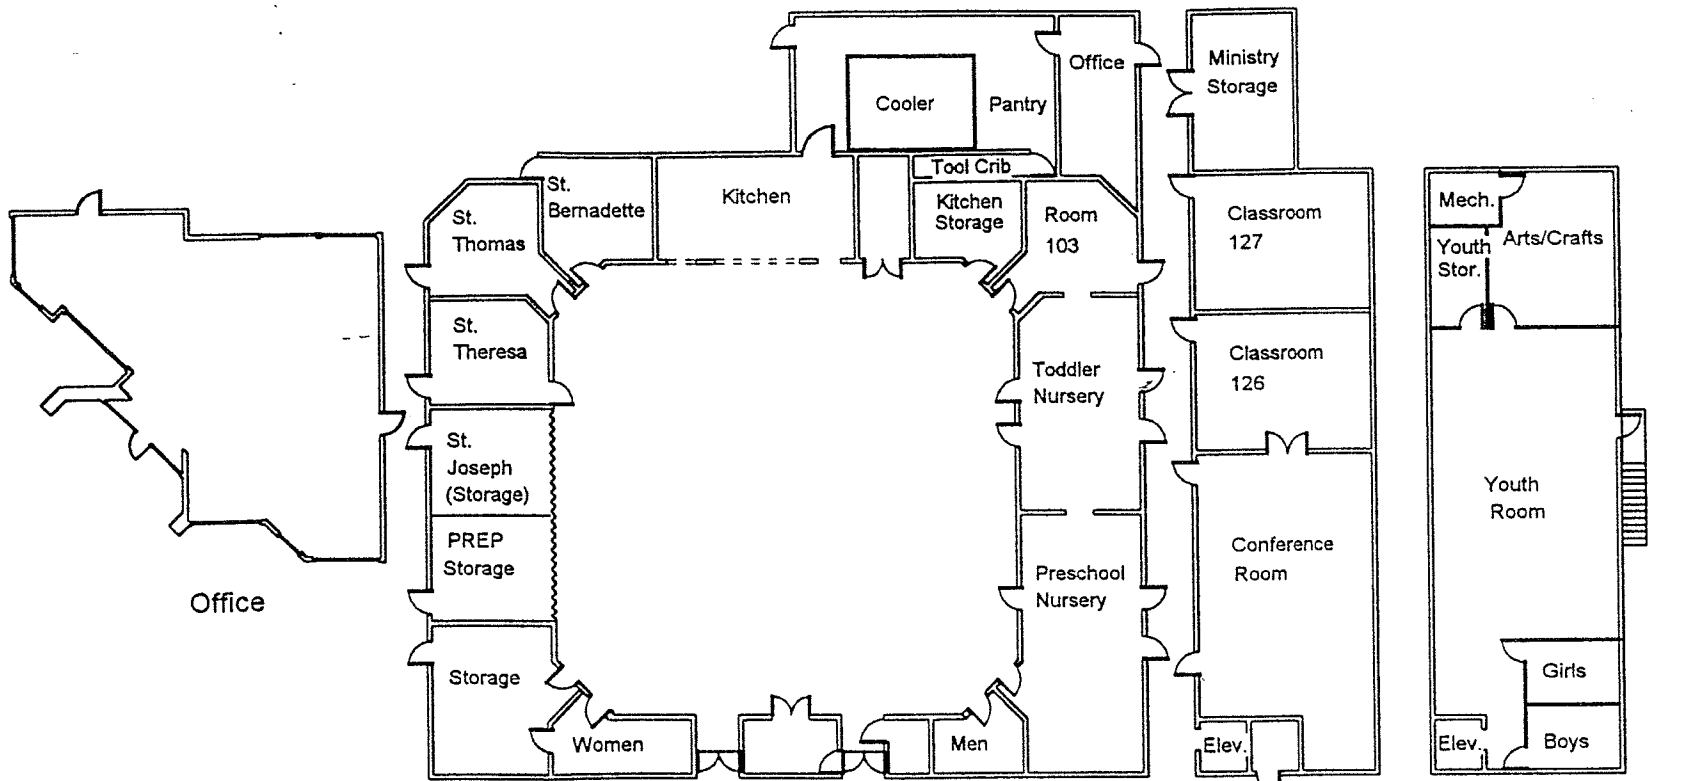 Office
Cooler
Pantry
Office
Tool Crib
St.
Bernadette
Kitchen
Kitchen
Storage
Room
103
St.
Thomas
St.
Theresa
St.
Joseph
(Storage)
PREP
Storage
Storage
Women
Men
Toddler
Nursery
Preschool
Nursery
Ministry
Storage
Classroom
127
Classroom
126
Conference
Room
Elev.
Mech.
Youth
Stor.
Arts/Crafts
Youth
Room
Girls
Boys
Elev.